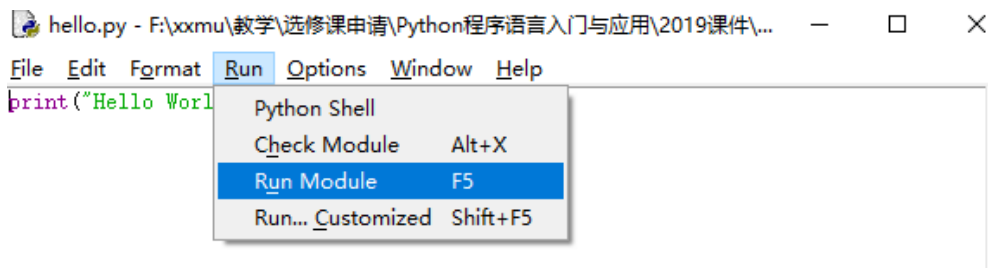 hello.py - F:\xxmu\教学\选修课申请\Python程序语言入门与应用\2019课件\...
File Edit Format Run Options Window Help
print("Hello Worl
Python Shell
Check Module Alt+X
Run Module F5
Run... Customized Shift+F5